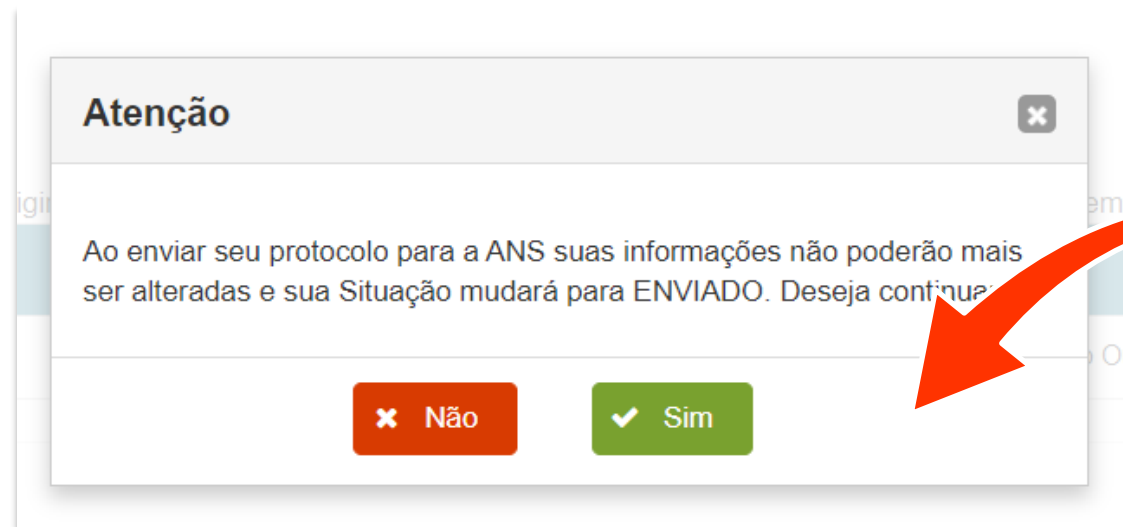 Atenção
Ao enviar seu protocolo para a ANS suas informações não poderão mais
ser alteradas e sua Situação mudará para ENVIADO. Deseja
Não
Sim